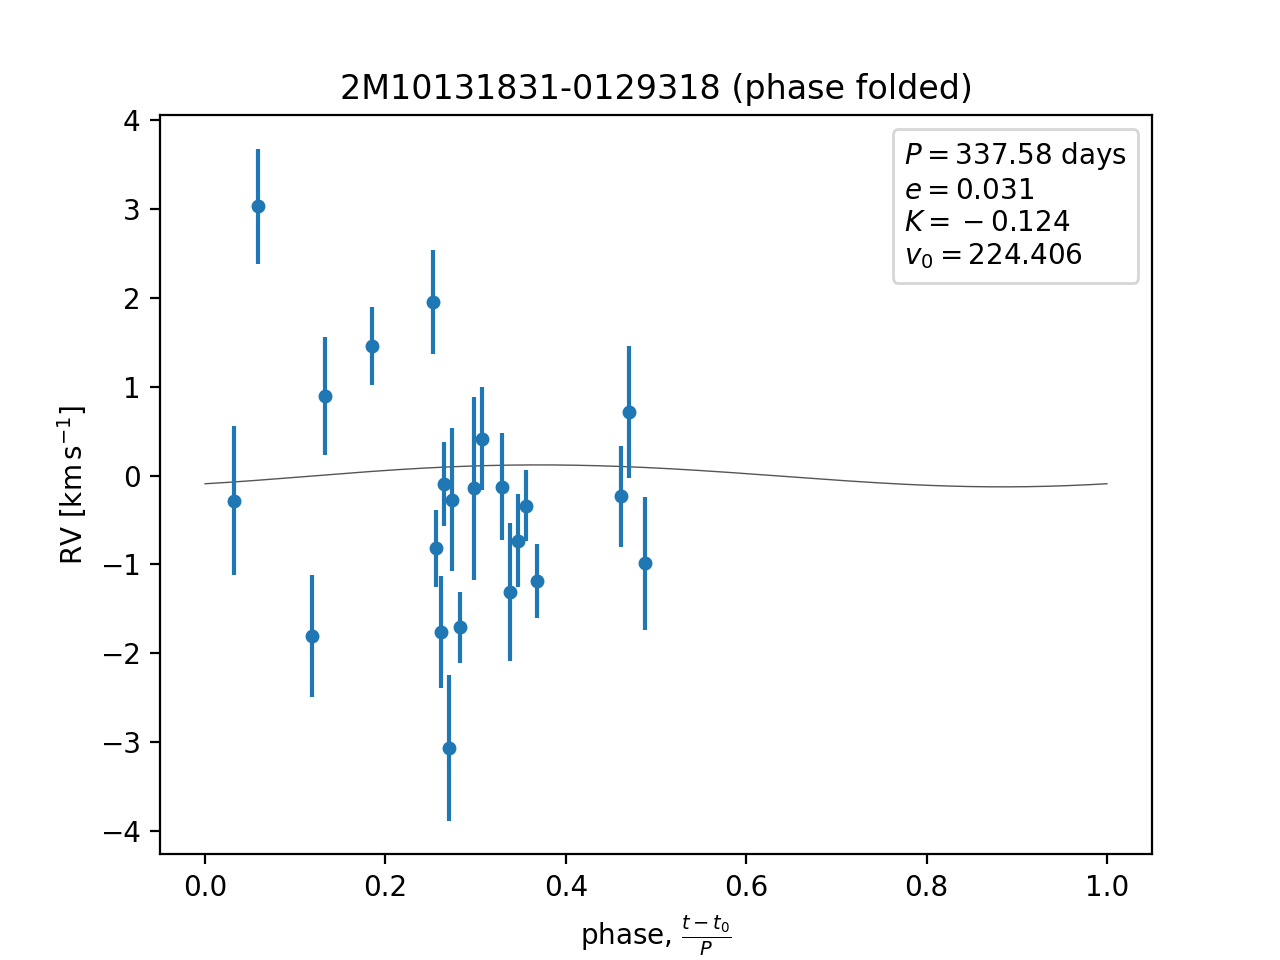 2M10131831-0129318 (phase folded)
P = 337.58 days
e = 0.031
K = −0.124
v₀ = 224.406
4
3
2
1
0
−1
−2
−3
−4
RV [km s⁻¹]
0.0 0.2 0.4 0.6 0.8 1.0
phase, (t − t₀)/P